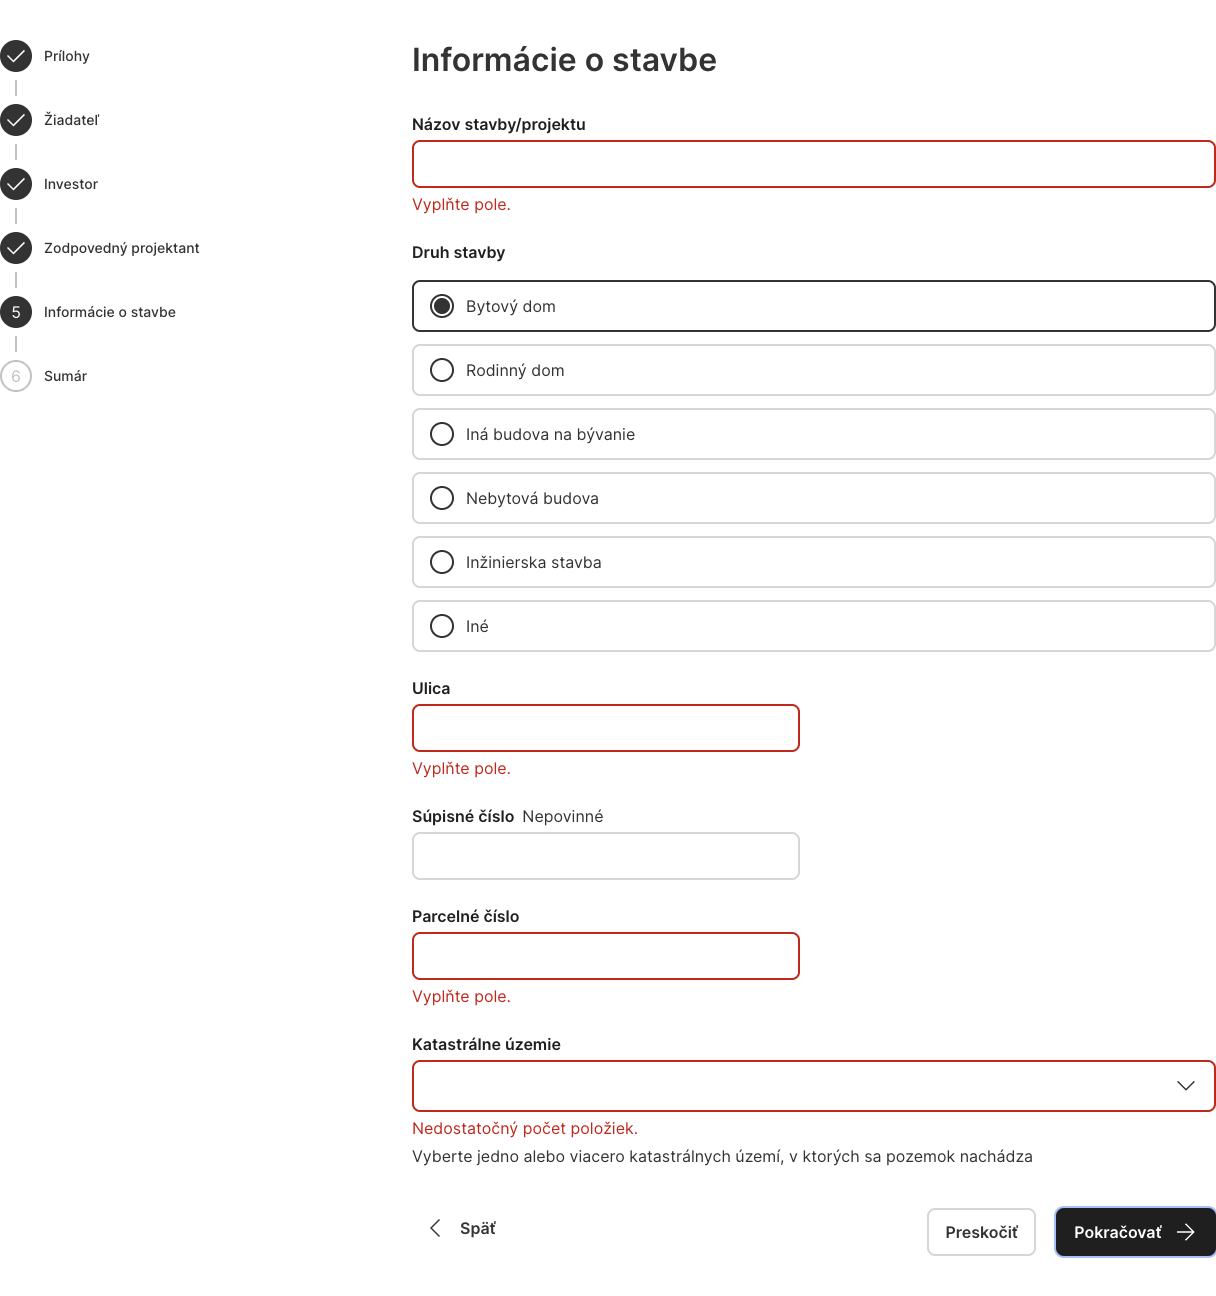 Prílohy
Žiadateľ
Investor
Zodpovedný projektant
5 Informácie o stavbe
6 Sumár
Informácie o stavbe
Názov stavby/projektu
Vyplňte pole.
Druh stavby
Bytový dom
Rodinný dom
Iná budova na bývanie
Nebytová budova
Inžinierska stavba
Iné
Ulica
Vyplňte pole.
Súpisné číslo Nepovinné
Parcelné číslo
Vyplňte pole.
Katastrálne územie
Nedostatočný počet položiek.
Vyberte jedno alebo viacero katastrálnych území, v ktorých sa pozemok nachádza
Späť
Preskočiť
Pokračovať